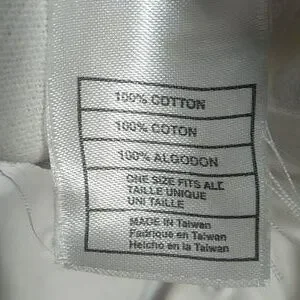 100% COTTON
100% COTON
100% ALGODON
ONE SIZE FITS ALL
TAILLE UNIQUE
UNI TAILLE
MADE IN Taiwan
Fabrique en Taiwan
Helcho en la Taiwan